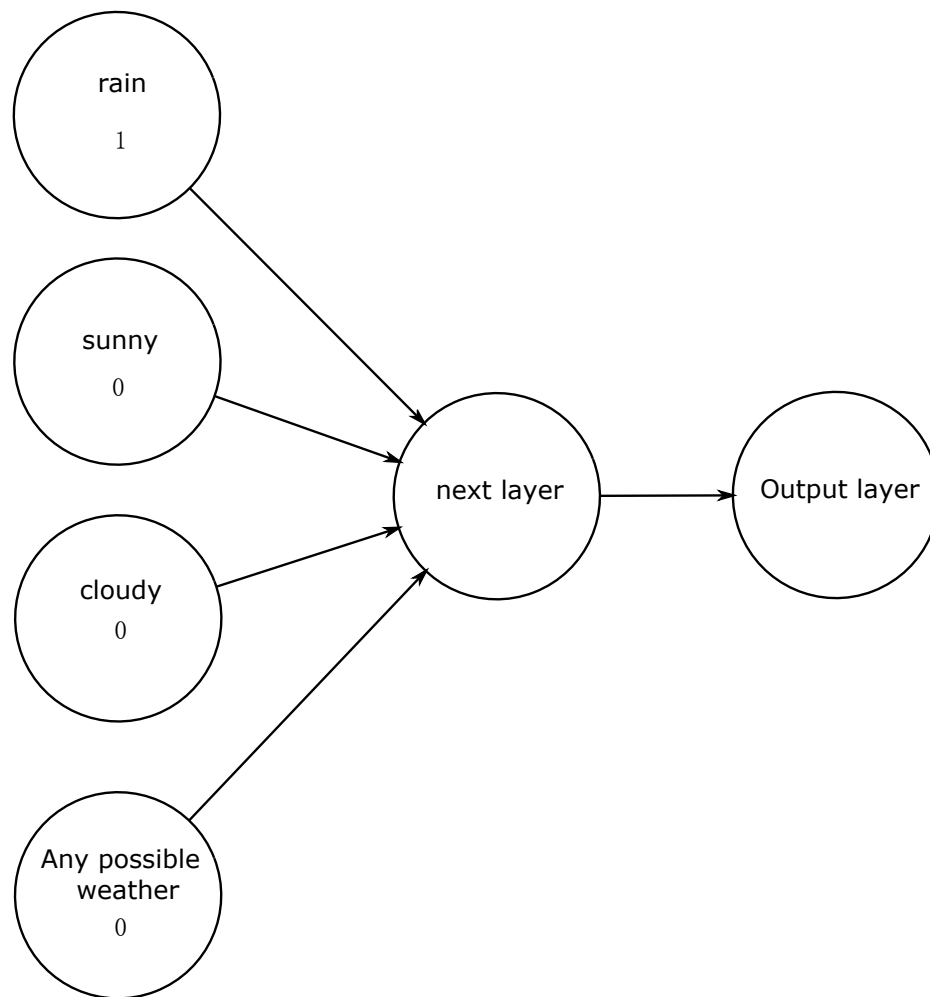 rain
1
sunny
0
cloudy
0
Any possible
weather
0
next layer
Output layer